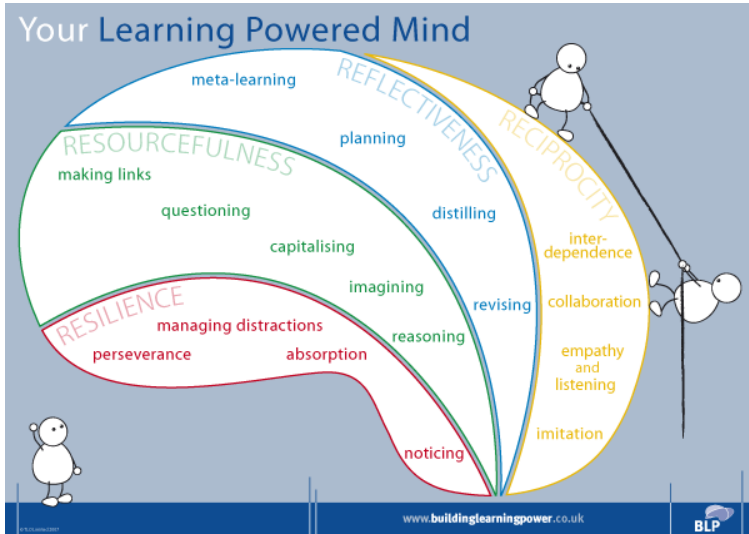 Your Learning Powered Mind
REFLECTIVENESS
meta-learning
planning
distilling
revising
RESOURCEFULNESS
making links
questioning
capitalising
imagining
reasoning
RESILIENCE
managing distractions
perseverance
absorption
noticing
RECIPROCITY
inter-
dependence
collaboration
empathy
and
listening
imitation
www.buildinglearningpower.co.uk
BLP